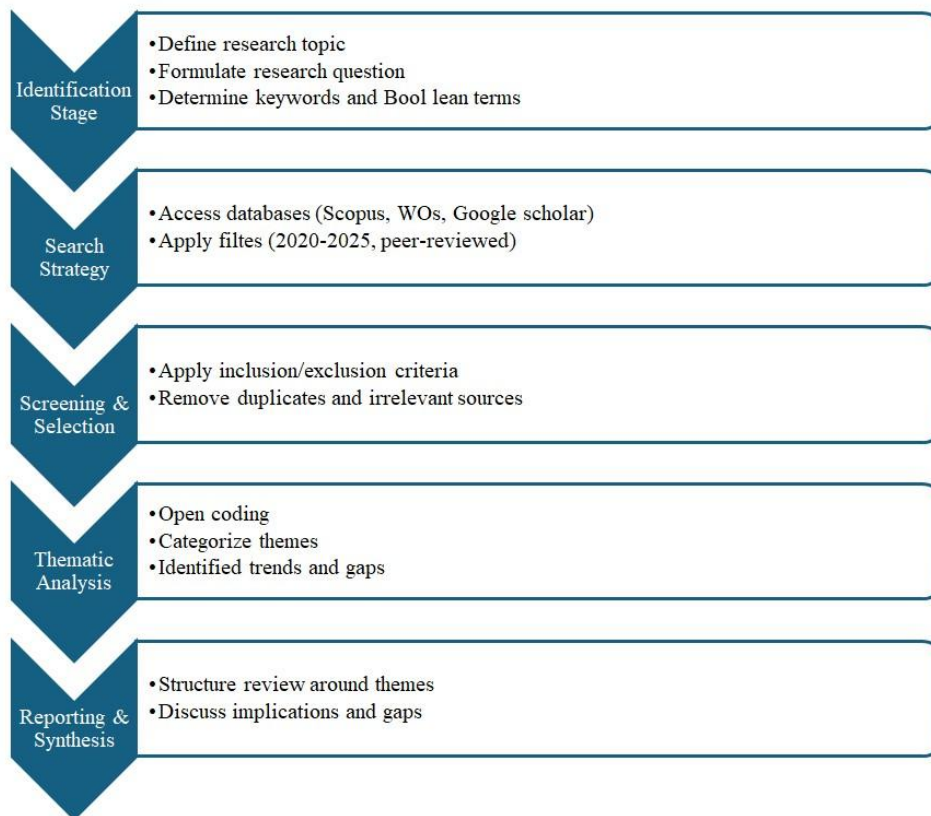 Identification
Stage
•Define research topic
•Formulate research question
•Determine keywords and Bool lean terms
Search
Strategy
•Access databases (Scopus, WOs, Google scholar)
•Apply filtes (2020-2025, peer-reviewed)
Screening &
Selection
•Apply inclusion/exclusion criteria
•Remove duplicates and irrelevant sources
Thematic
Analysis
•Open coding
•Categorize themes
•Identified trends and gaps
Reporting &
Synthesis
•Structure review around themes
•Discuss implications and gaps